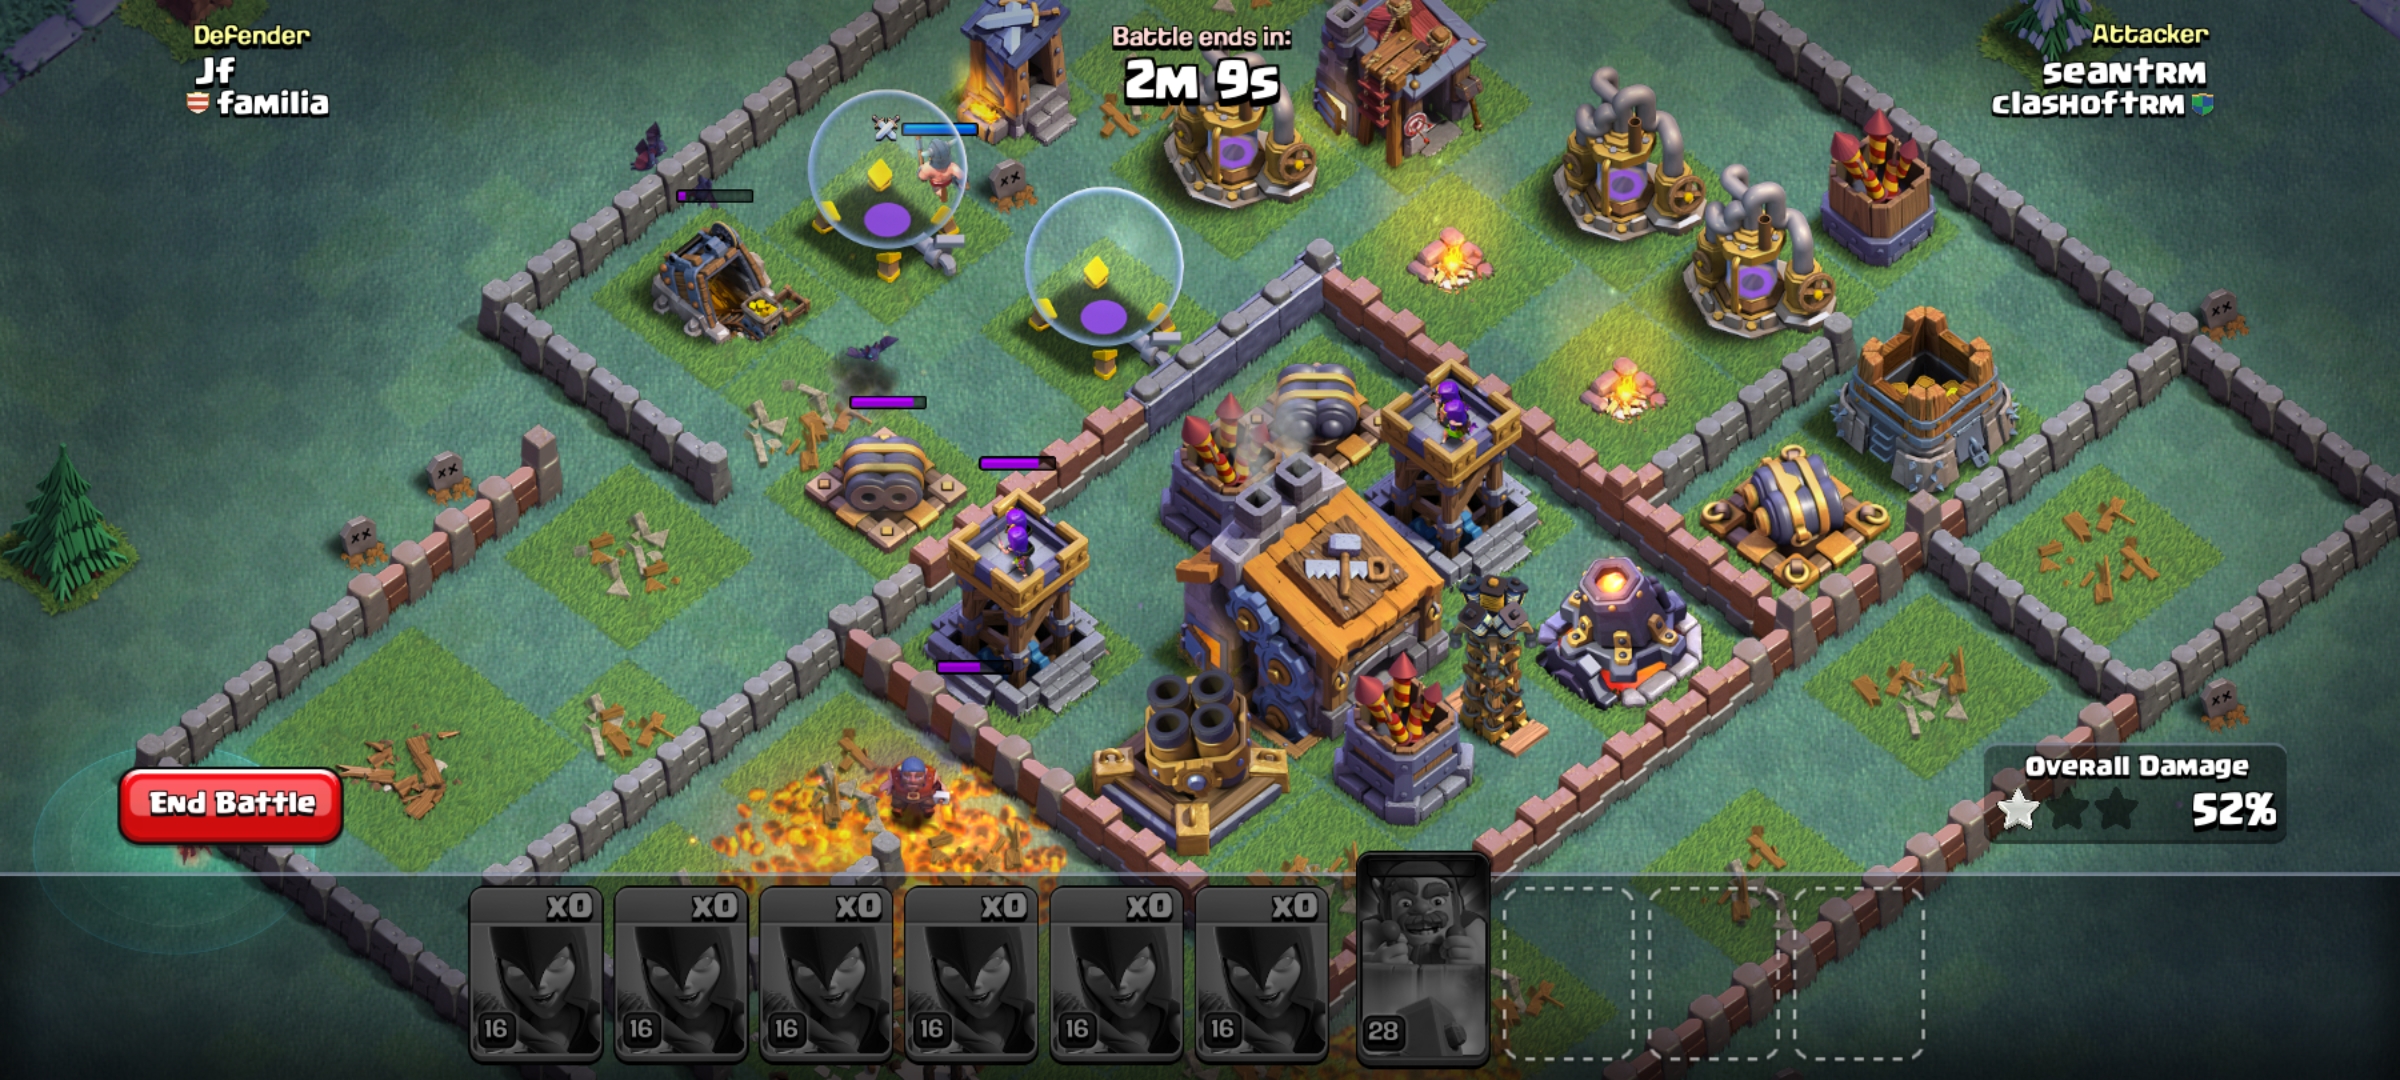 Defender
Jf
familia
Battle ends in:
2M 9s
Attacker
seantRM
clashoftRM
End Battle
Overall Damage
52%
x0
x0
x0
x0
x0
x0
16
16
16
16
16
16
28